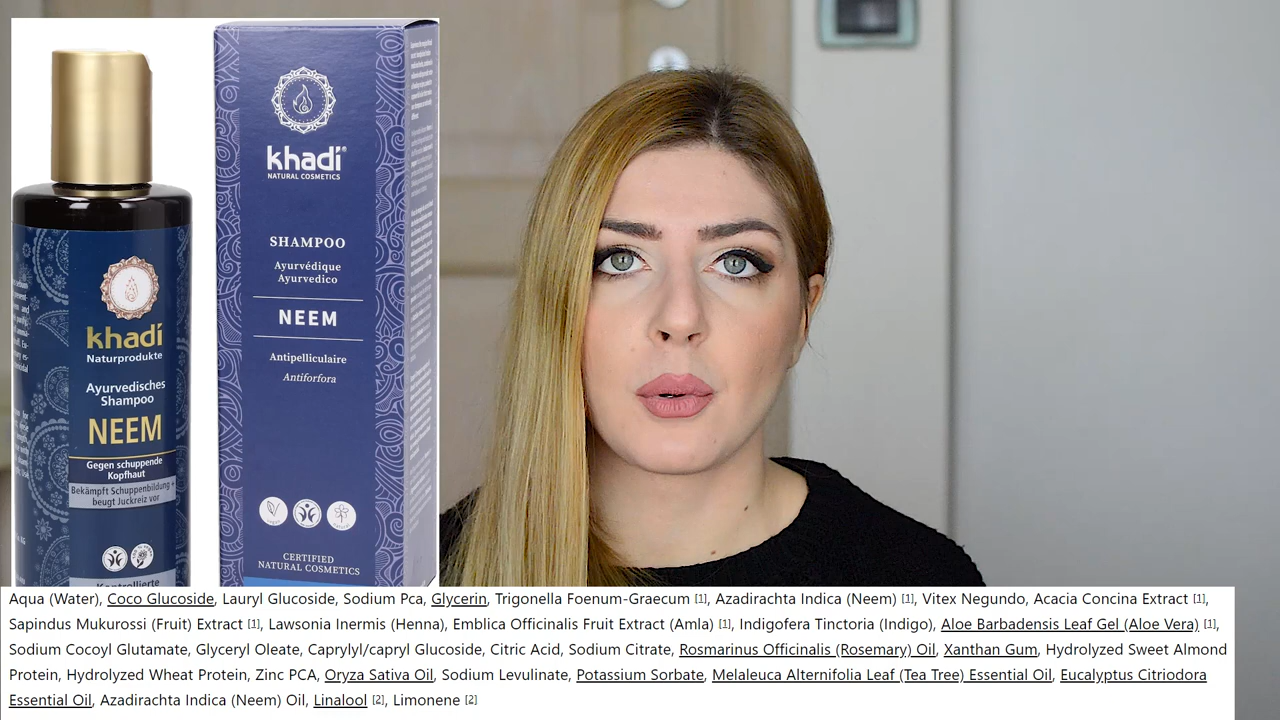 khadí
Naturprodukte
Ayurvedisches
Shampoo
NEEM
Gegen schuppende
Kopfhaut
Bekämpft Schuppenbildung +
beugt Juckreiz vor
Kontrollierte
khadí®
NATURAL COSMETICS
SHAMPOO
Ayurvédique
Ayurvedico
NEEM
Antipelliculaire
Antiforfora
vegan
natural
CERTIFIED
NATURAL COSMETICS
Aqua (Water), Coco Glucoside, Lauryl Glucoside, Sodium Pca, Glycerin, Trigonella Foenum-Graecum [1], Azadirachta Indica (Neem) [1], Vitex Negundo, Acacia Concina Extract [1],
Sapindus Mukurossi (Fruit) Extract [1], Lawsonia Inermis (Henna), Emblica Officinalis Fruit Extract (Amla) [1], Indigofera Tinctoria (Indigo), Aloe Barbadensis Leaf Gel (Aloe Vera) [1],
Sodium Cocoyl Glutamate, Glyceryl Oleate, Caprylyl/capryl Glucoside, Citric Acid, Sodium Citrate, Rosmarinus Officinalis (Rosemary) Oil, Xanthan Gum, Hydrolyzed Sweet Almond
Protein, Hydrolyzed Wheat Protein, Zinc PCA, Oryza Sativa Oil, Sodium Levulinate, Potassium Sorbate, Melaleuca Alternifolia Leaf (Tea Tree) Essential Oil, Eucalyptus Citriodora
Essential Oil, Azadirachta Indica (Neem) Oil, Linalool [2], Limonene [2]